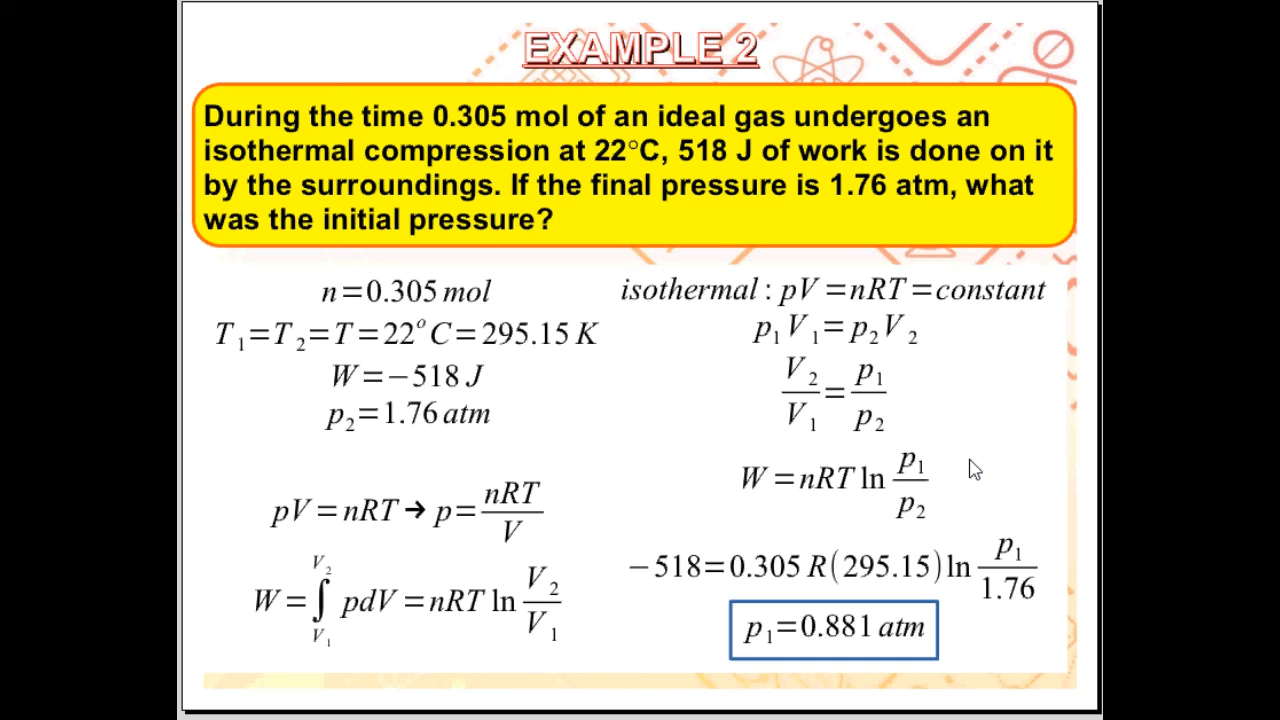 EXAMPLE 2
During the time 0.305 mol of an ideal gas undergoes an
isothermal compression at 22°C, 518 J of work is done on it
by the surroundings. If the final pressure is 1.76 atm, what
was the initial pressure?
n=0.305 mol
T₁=T₂=T=22°C=295.15 K
W=−518 J
p₂=1.76 atm
pV=nRT → p=nRT/V
W=∫V₁V₂ pdV=nRT ln V₂/V₁
isothermal: pV=nRT=constant
p₁V₁=p₂V₂
V₂/V₁=p₁/p₂
W=nRT ln p₁/p₂
−518=0.305 R(295.15) ln p₁/1.76
p₁=0.881 atm